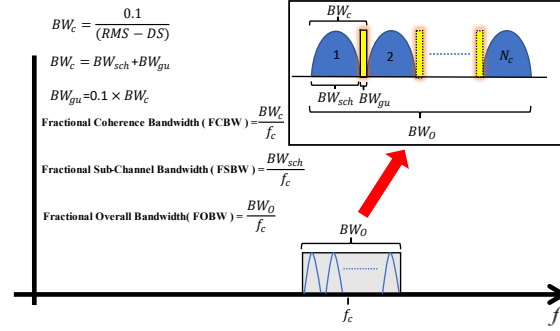 BW_c = 0.1 / (RMS − DS)
BW_c = BW_sch+BW_gu
BW_gu=0.1 × BW_c
Fractional Coherence Bandwidth ( FCBW) = BW_c / f_c
Fractional Sub-Channel Bandwidth ( FSBW) = BW_sch / f_c
Fractional Overall Bandwidth( FOBW) = BW_O / f_c
BW_c
1 2 N_c
BW_sch BW_gu
BW_O
BW_O
f_c
f